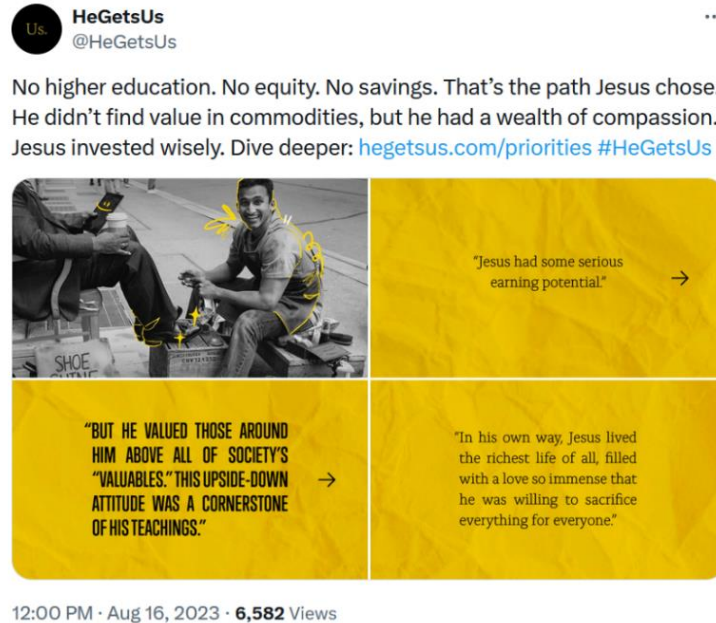 Us.
HeGetsUs
@HeGetsUs
No higher education. No equity. No savings. That’s the path Jesus chose.
He didn’t find value in commodities, but he had a wealth of compassion.
Jesus invested wisely. Dive deeper: hegetsus.com/priorities #HeGetsUs
SHOE
SHINE
“Jesus had some serious
earning potential.”
“BUT HE VALUED THOSE AROUND
HIM ABOVE ALL OF SOCIETY’S
“VALUABLES.” THIS UPSIDE-DOWN
ATTITUDE WAS A CORNERSTONE
OF HIS TEACHINGS.”
“In his own way, Jesus lived
the richest life of all, filled
with a love so immense that
he was willing to sacrifice
everything for everyone.”
12:00 PM · Aug 16, 2023 · 6,582 Views